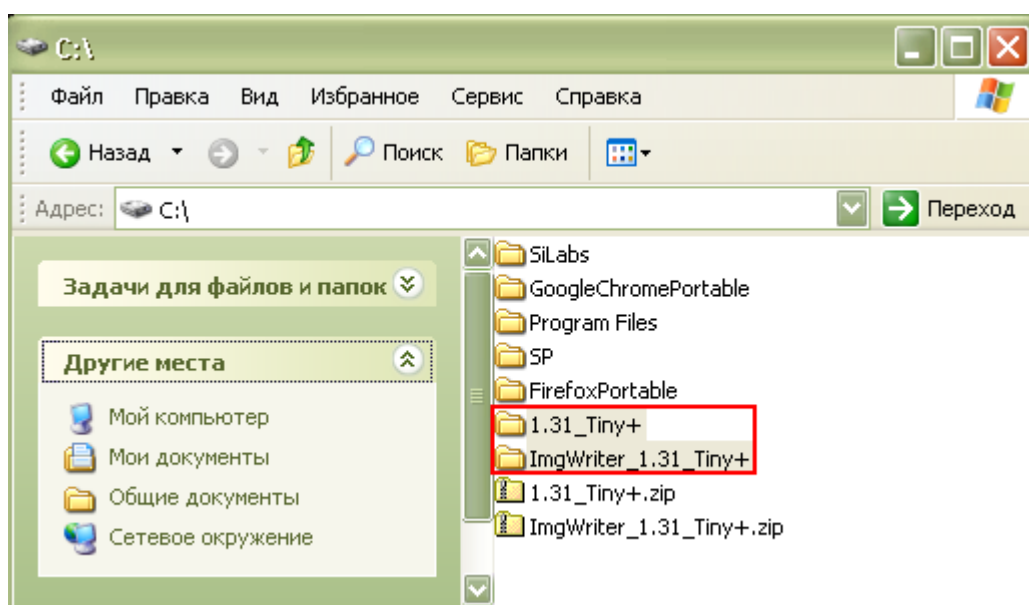 C:\
Файл Правка Вид Избранное Сервис Справка
Назад Поиск Папки
Адрес: C:\ Переход
Задачи для файлов и папок
Другие места
Мой компьютер
Мои документы
Общие документы
Сетевое окружение
SiLabs
GoogleChromePortable
Program Files
SP
FirefoxPortable
1.31_Tiny+
ImgWriter_1.31_Tiny+
1.31_Tiny+.zip
ImgWriter_1.31_Tiny+.zip